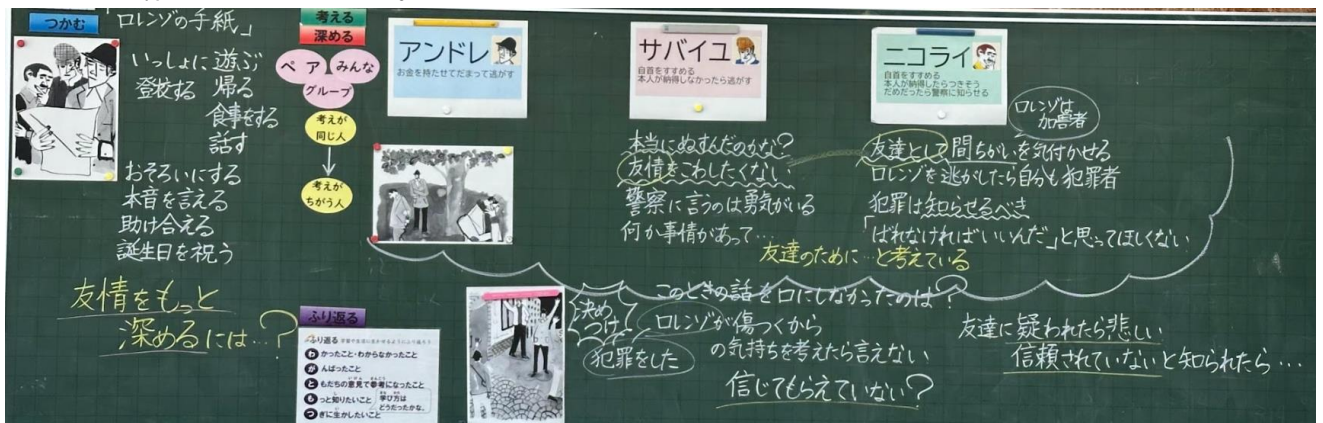 つかむ
「ロレンゾの手紙」
いっしょに遊ぶ
登校する 帰る
食事をする
話す
おそろいにする
本音を言える
助け合える
誕生日を祝う
友情をもっと
深めるには…?
考える
深める
ペア
みんな
グループ
考えが
同じ人
↓
考えが
ちがう人
アンドレ
お金を持たせてだまって逃がす
サバイユ
自首をすすめる
本人が納得しなかったら逃がす
ニコライ
自首をすすめる
本人が納得したらつきそう
だめだったら警察に知らせる
本当にぬすんだのかな?
友情をこわしたくない
警察に言うのは勇気がいる
何か事情があって…
ロレンゾは
加害者
友達として間ちがいを気付かせる
ロレンゾを逃がしたら自分も犯罪者
犯罪は知らせるべき
「ばれなければいいんだ」と思ってほしくない
友達のために…と考えている
ふり返る
ふり返る
わ かったこと・わからなかったこと
が んばったこと
と もだちの意見で参考になったこと
も っと知りたいこと
つ ぎに生かしたいこと
学び方は
どうだったかな。
決め
つけ
犯罪をした
このときの話を口にしなかったのは?
ロレンゾが傷つくから
の気持ちを考えたら言えない
信じてもらえていない?
友達に疑われたら悲しい
信頼されていないと知られたら…